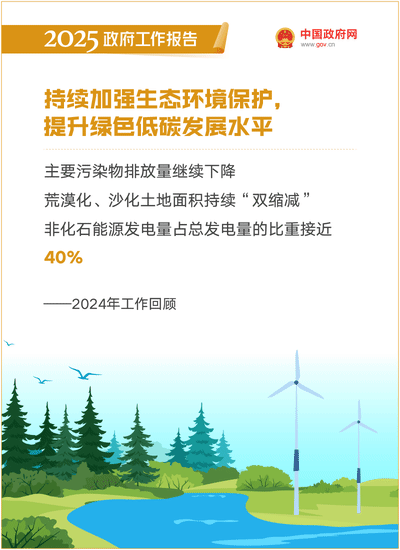 2025政府工作报告
中国政府网
www.gov.cn
持续加强生态环境保护,
提升绿色低碳发展水平
主要污染物排放量继续下降
荒漠化、沙化土地面积持续“双缩减”
非化石能源发电量占总发电量的比重接近
40%
——2024年工作回顾